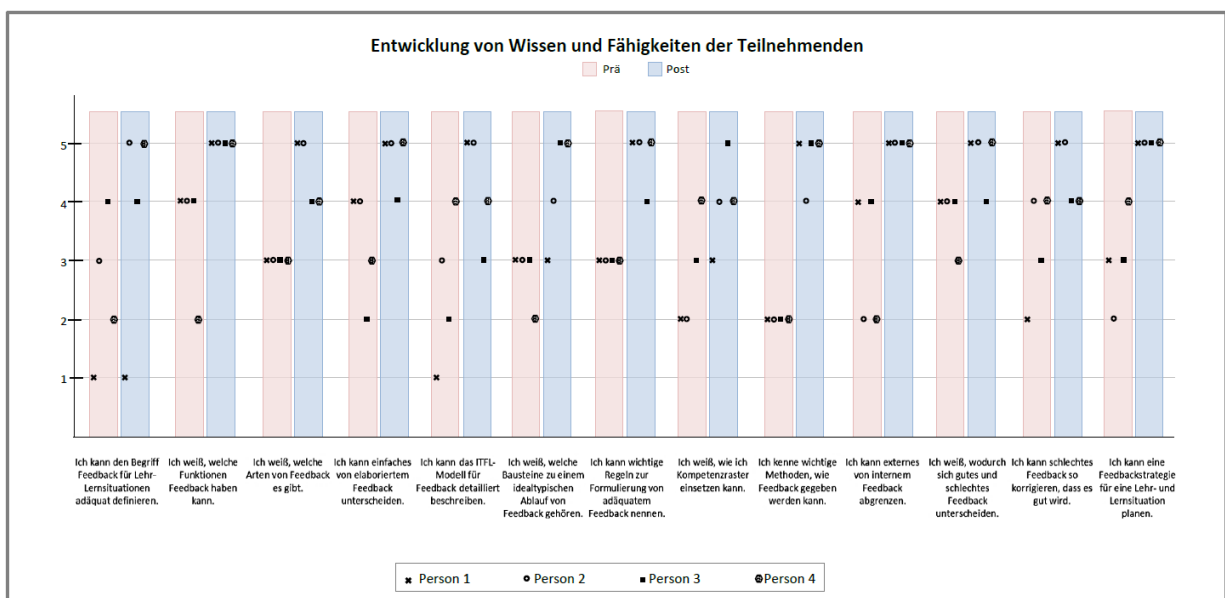 Entwicklung von Wissen und Fähigkeiten der Teilnehmenden
Prä Post
5
4
3
2
1
Ich kann den Begriff
Feedback für Lehr-
Lernsituationen
adäquat definieren.
Ich weiß, welche
Funktionen
Feedback haben
kann.
Ich weiß, welche
Arten von Feedback
es gibt.
Ich kann einfaches
von elaboriertem
Feedback
unterscheiden.
Ich kann das ITFL-
Modell für
Feedback detailliert
beschreiben.
Ich weiß, welche
Bausteine zu einem
idealtypischen
Ablauf von
Feedback gehören.
Ich kann wichtige
Regeln zur
Formulierung von
adäquatem
Feedback nennen.
Ich weiß, wie ich
Kompetenzraster
einsetzen kann.
Ich kenne wichtige
Methoden, wie
Feedback gegeben
werden kann.
Ich kann externes
von internem
Feedback
abgrenzen.
Ich weiß, wodurch
sich gutes und
schlechtes
Feedback
unterscheiden.
Ich kann schlechtes
Feedback so
korrigieren, dass es
gut wird.
Ich kann eine
Feedbackstrategie
für eine Lehr- und
Lernsituation
planen.
Person 1 Person 2 Person 3 Person 4